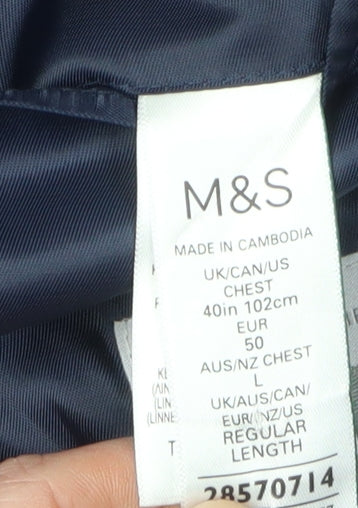 M&S
MADE IN CAMBODIA
UK/CAN/US
CHEST
40in 102cm
EUR
50
AUS/NZ CHEST
L
UK/AUS/CAN/
EUR/NZ/US
REGULAR
LENGTH
28570714